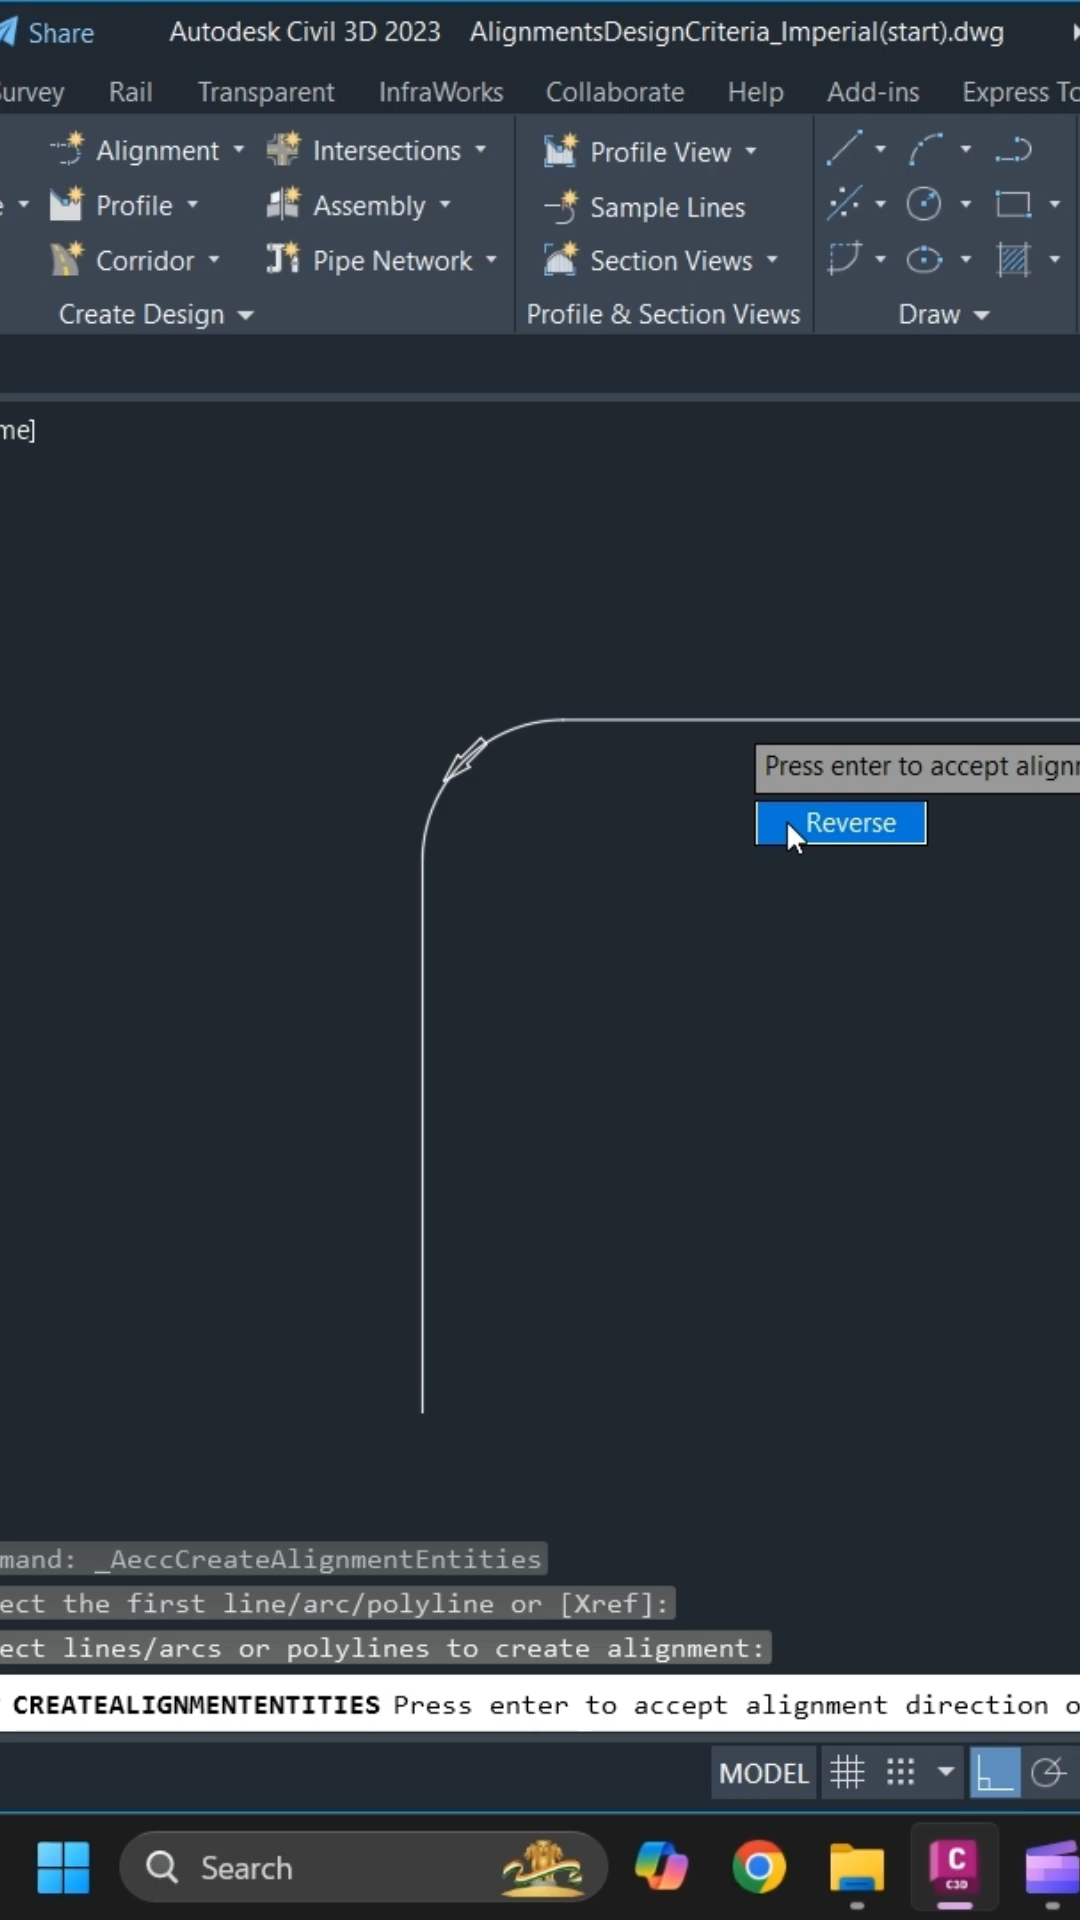 Share Autodesk Civil 3D 2023 AlignmentsDesignCriteria_Imperial(start).dwg
urvey Rail Transparent InfraWorks Collaborate Help Add-ins Express To
Alignment Intersections Profile View
e Profile Assembly Sample Lines
Corridor Pipe Network Section Views
Create Design Profile & Section Views Draw
me]
Press enter to accept alignm
Reverse
mand: _AeccCreateAlignmentEntities
ect the first line/arc/polyline or [Xref]:
ect lines/arcs or polylines to create alignment:
CREATEALIGNMENTENTITIES Press enter to accept alignment direction o
MODEL
Search C
C3D